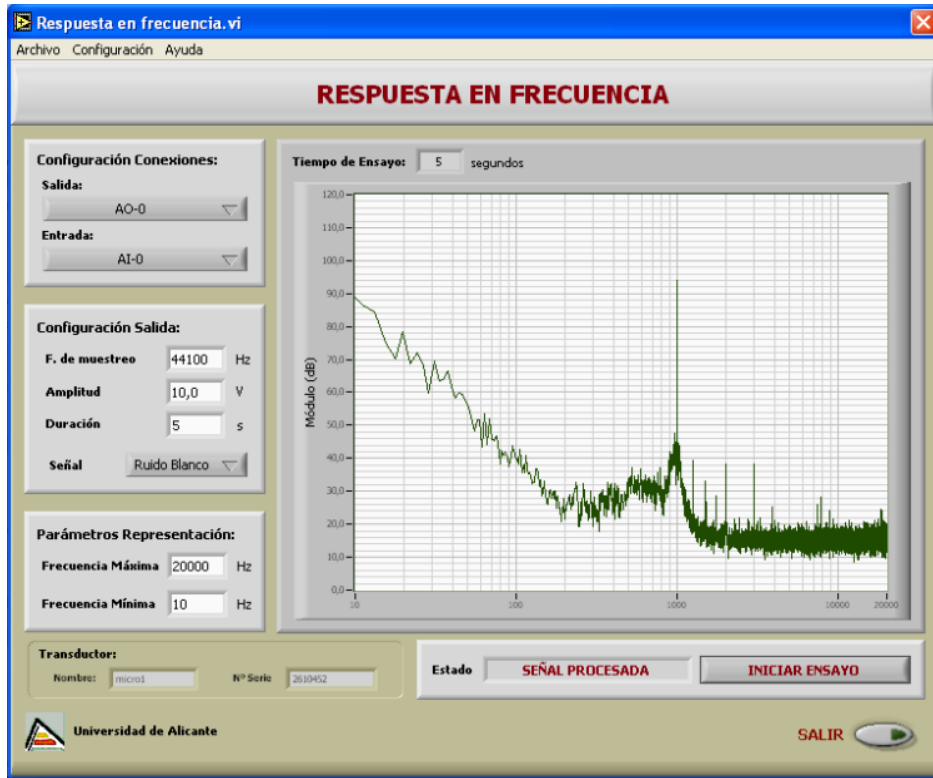 Respuesta en frecuencia.vi
Archivo Configuración Ayuda
RESPUESTA EN FRECUENCIA
Configuración Conexiones:
Salida:
AO-0
Entrada:
AI-0
Configuración Salida:
F. de muestreo 44100 Hz
Amplitud 10,0 V
Duración 5 s
Señal Ruido Blanco
Parámetros Representación:
Frecuencia Máxima 20000 Hz
Frecuencia Mínima 10 Hz
Tiempo de Ensayo: 5 segundos
Módulo (dB)
120,0
110,0
100,0
90,0
80,0
70,0
60,0
50,0
40,0
30,0
20,0
10,0
0,0
10 100 1000 10000 20000
Transductor:
Nombre: micro1 Nº Serie 2610452
Estado SEÑAL PROCESADA INICIAR ENSAYO
Universidad de Alicante
SALIR